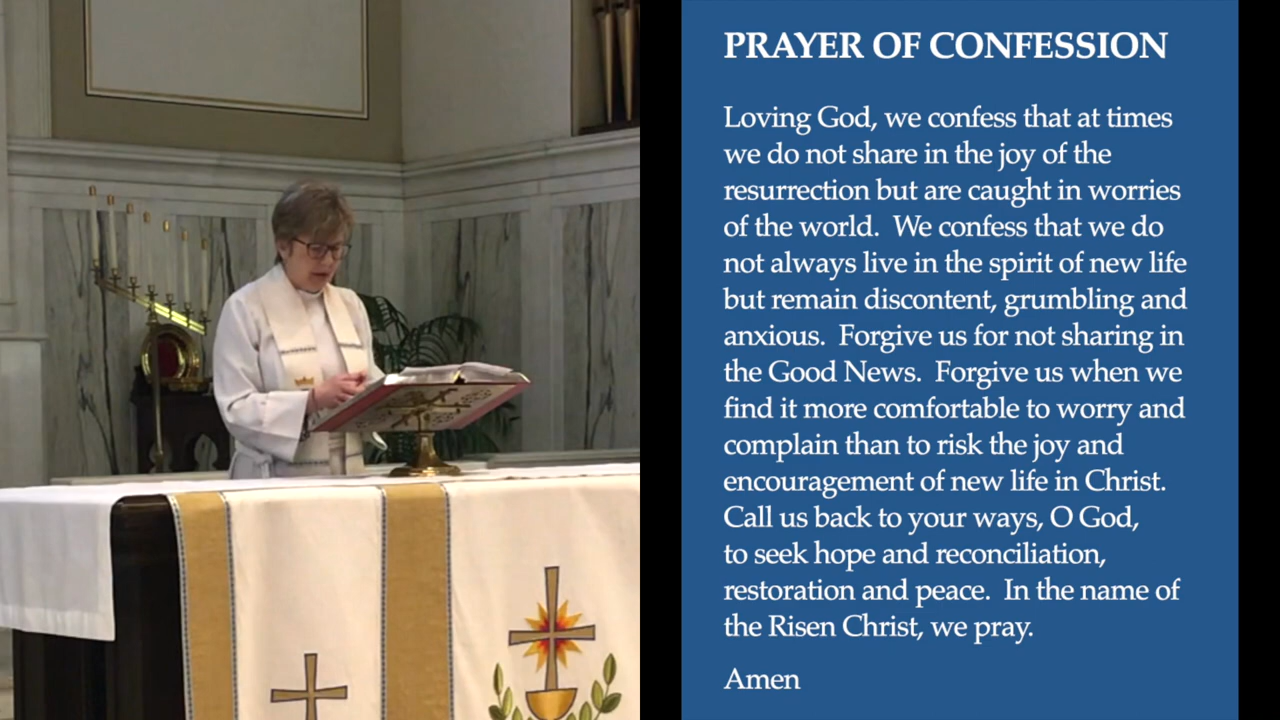 PRAYER OF CONFESSION
Loving God, we confess that at times
we do not share in the joy of the
resurrection but are caught in worries
of the world.  We confess that we do
not always live in the spirit of new life
but remain discontent, grumbling and
anxious.  Forgive us for not sharing in
the Good News.  Forgive us when we
find it more comfortable to worry and
complain than to risk the joy and
encouragement of new life in Christ.
Call us back to your ways, O God,
to seek hope and reconciliation,
restoration and peace.  In the name of
the Risen Christ, we pray.
Amen